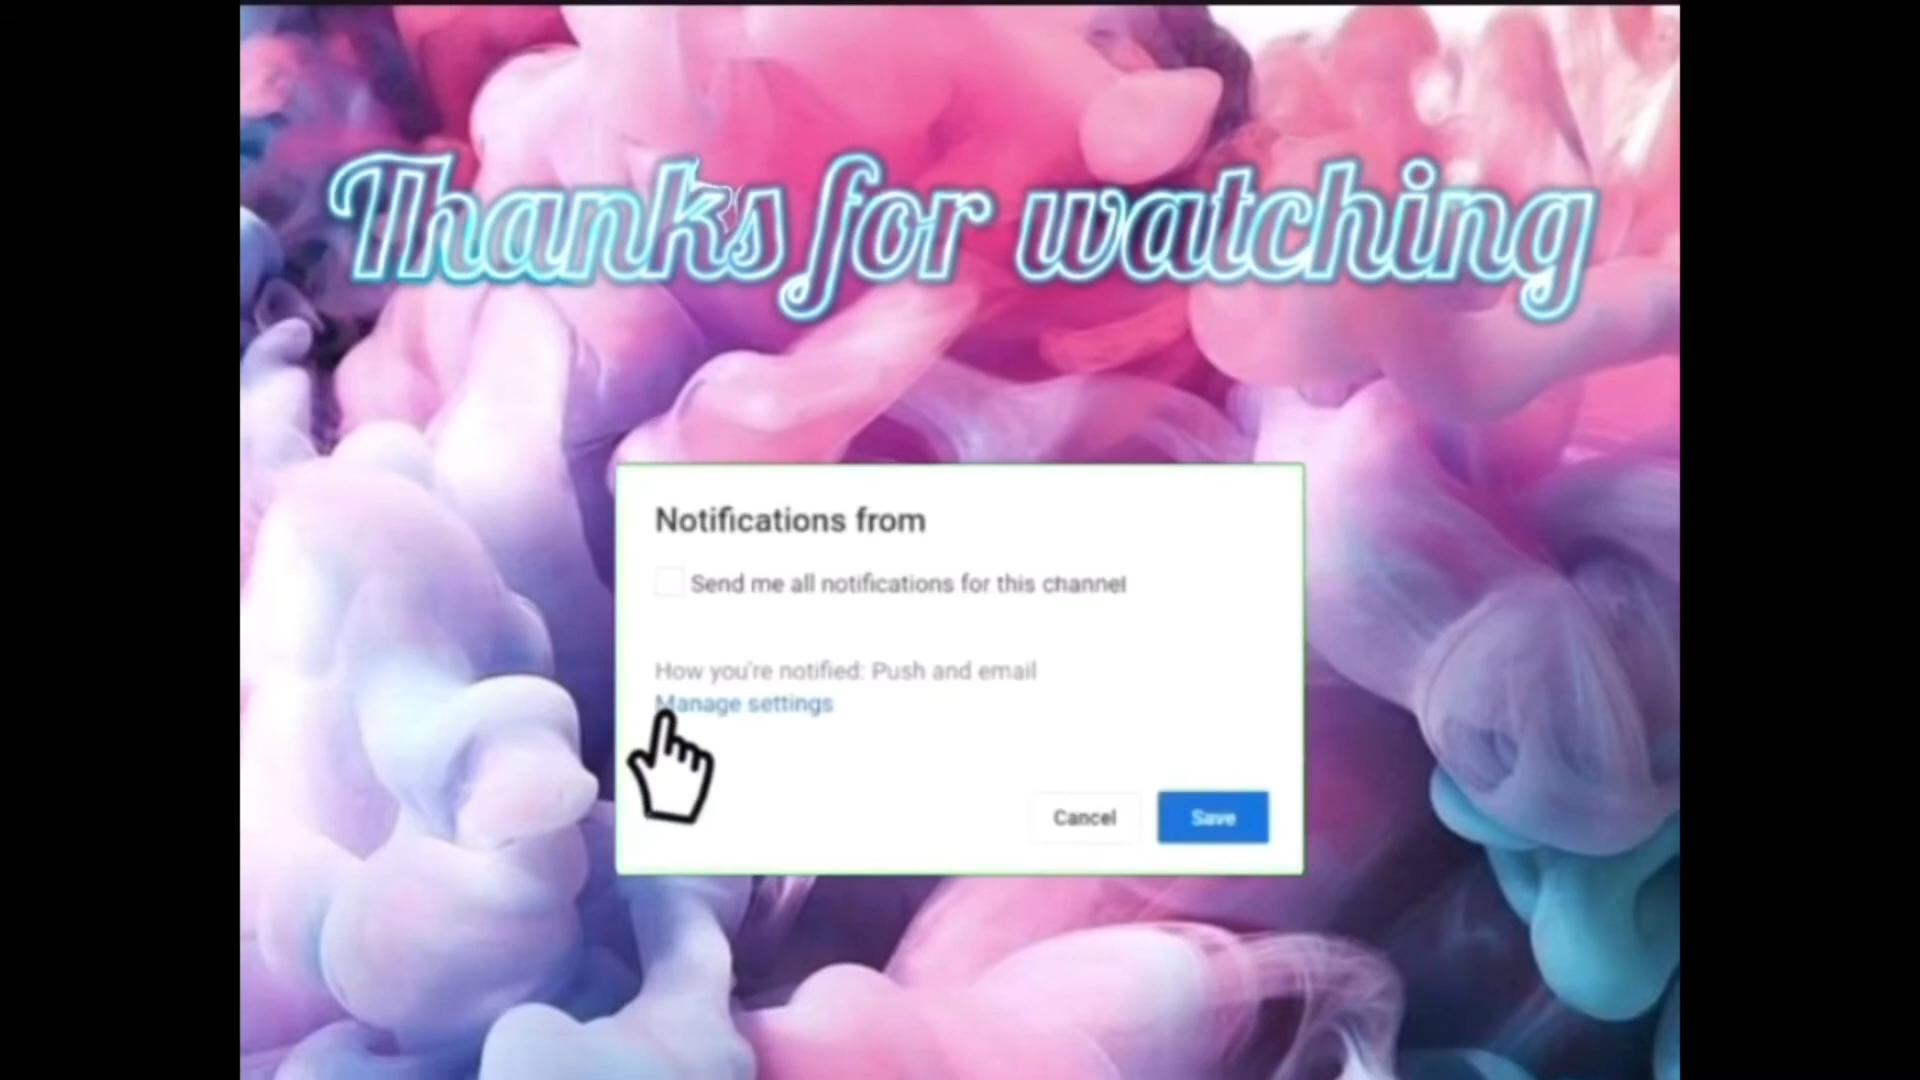 Thanks for watching
Notifications from
Send me all notifications for this channel
How you're notified: Push and email
Manage settings
Cancel
Save